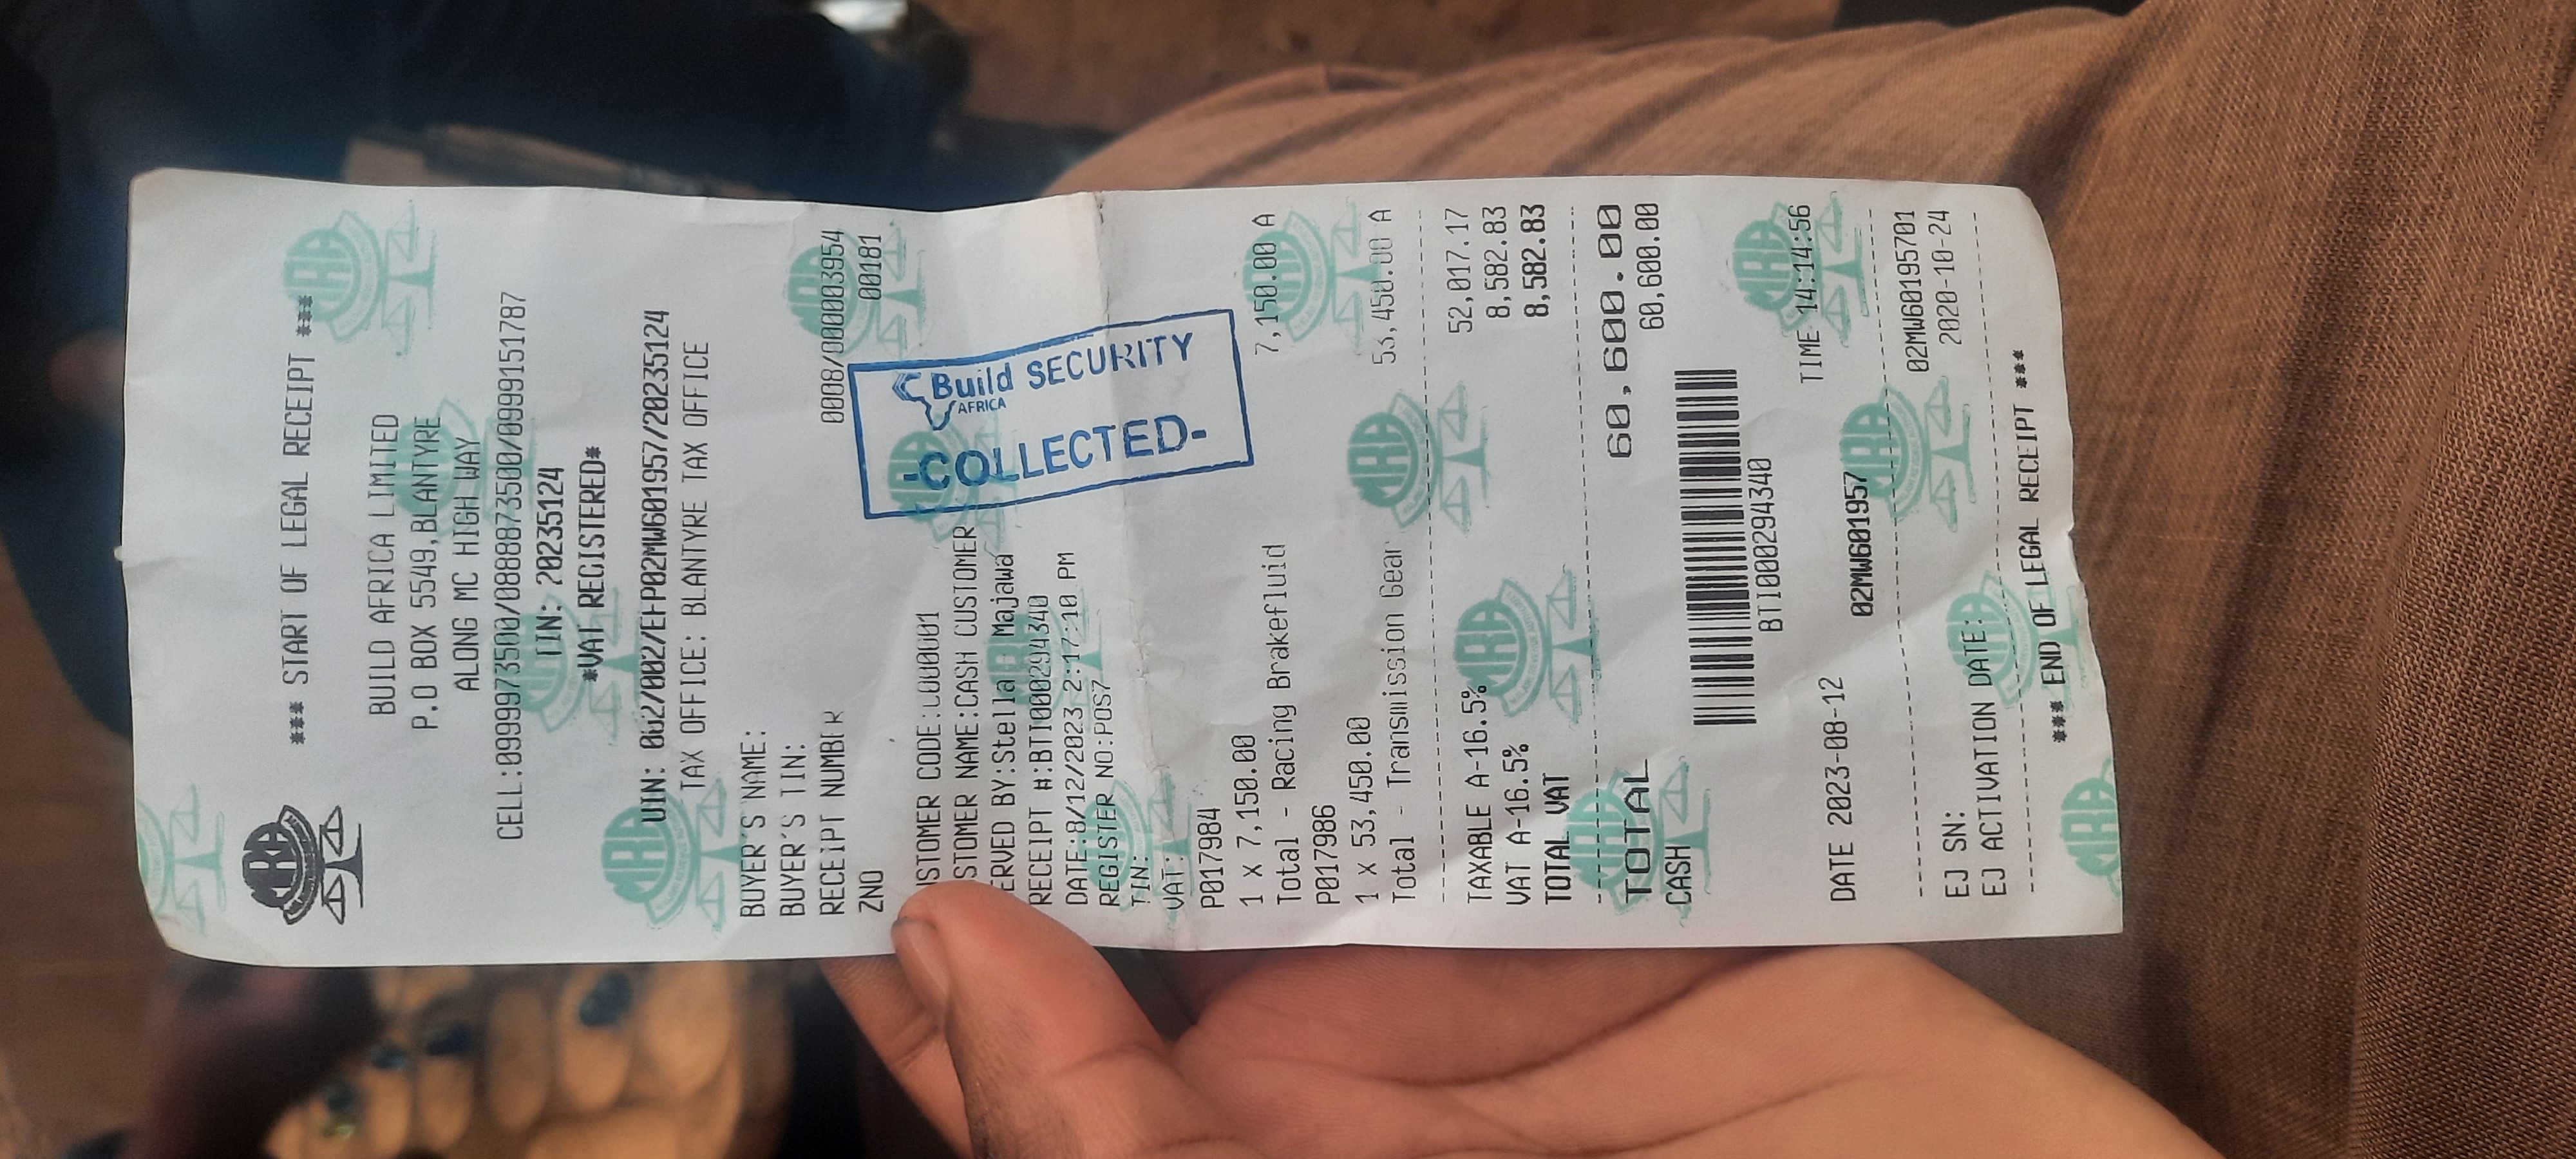 MRA
*** START OF LEGAL RECEIPT ***
BUILD AFRICA LIMITED
P.O BOX 5549,BLANTYRE
ALONG MC HIGH WAY
CELL:0999973500/0888873500/0999151787
TIN: 20235124
*VAT REGISTERED*
UIN: 002/002/EFP02MW601957/20235124
TAX OFFICE: BLANTYRE TAX OFFICE
BUYER'S NAME:
BUYER'S TIN:
RECEIPT NUMBER 0008/000003954
ZNO 00181
USTOMER CODE:C000001
USTOMER NAME:CASH CUSTOMER
ERVED BY:Stella - Majawa
RECEIPT #:BTI000294340
DATE:8/12/2023 2:17:10 PM
REGISTER NO:POS7
TIN:
VAT:
Build SECURITY
AFRICA
-COLLECTED-
P017984
1 x 7,150.00
Total - Racing Brakefluid 7,150.00 A
P017986
1 x 53,450.00
Total - Transmission Gear 53,450.00 A
TAXABLE A-16.5% 52,017.17
VAT A-16.5% 8,582.83
TOTAL VAT 8,582.83
TOTAL 60,600.00
CASH 60,600.00
BTI000294340
DATE 2023-08-12 TIME 14:14:56
02MW601957
EJ SN: 02MW60195701
EJ ACTIVATION DATE: 2020-10-24
*** END OF LEGAL RECEIPT ***